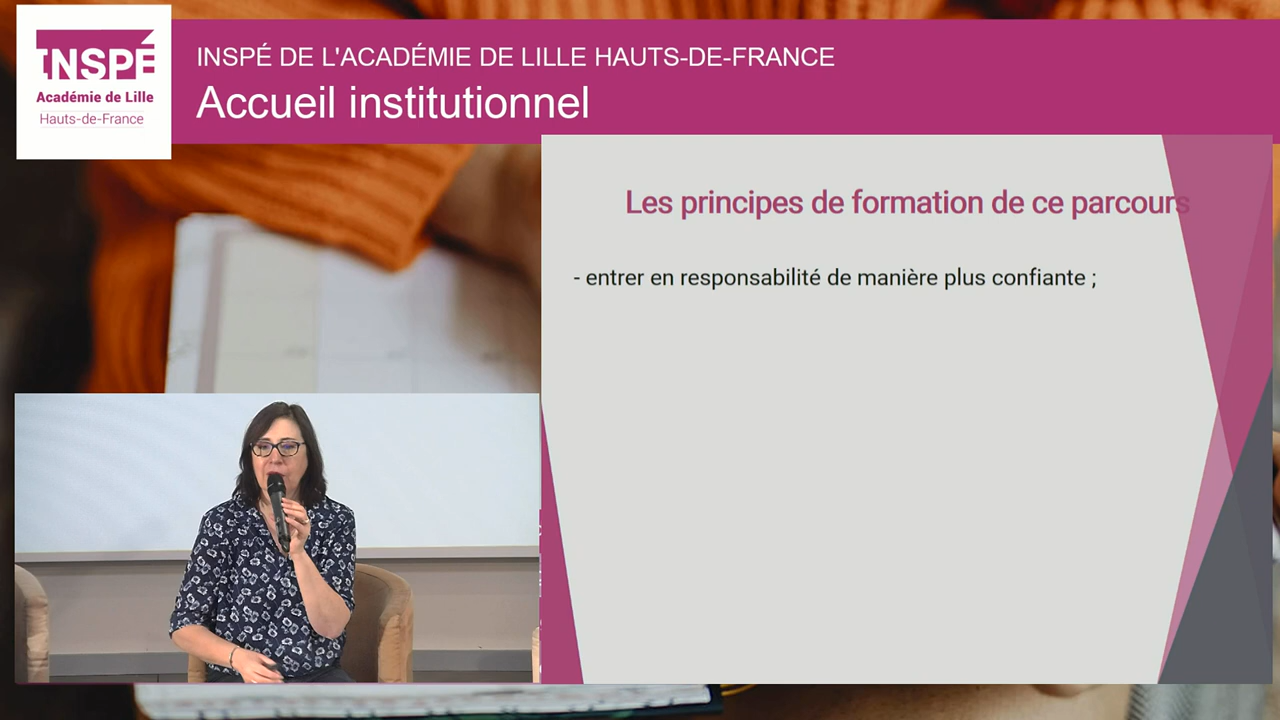 INSPÉ
Académie de Lille
Hauts-de-France
INSPÉ DE L'ACADÉMIE DE LILLE HAUTS-DE-FRANCE
Accueil institutionnel
Les principes de formation de ce parcours
- entrer en responsabilité de manière plus confiante ;